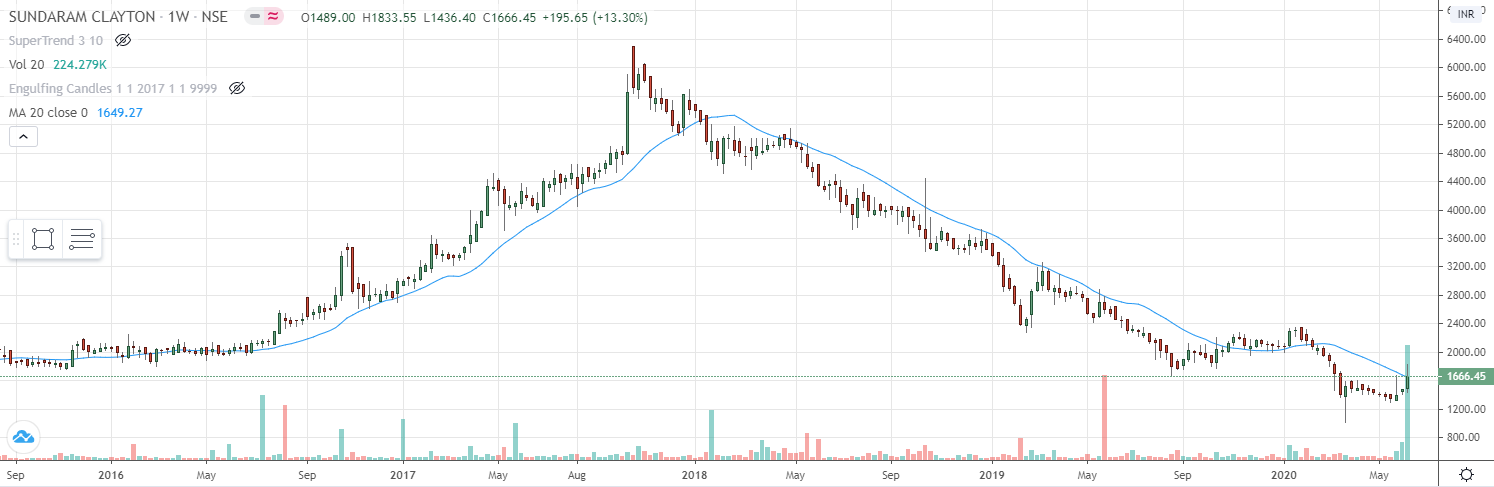 SUNDARAM CLAYTON · 1W · NSE O1489.00 H1833.55 L1436.40 C1666.45 +195.65 (+13.30%)
INR
SuperTrend 3 10
6400.00
Vol 20 224.279K
6000.00
Engulfing Candles 1 1 2017 1 1 9999
5600.00
MA 20 close 0 1649.27
5200.00
4800.00
4400.00
4000.00
3600.00
3200.00
2800.00
2400.00
2000.00
1666.45
1200.00
800.00
Sep 2016 May Sep 2017 May Aug 2018 May Sep 2019 May Sep 2020 May